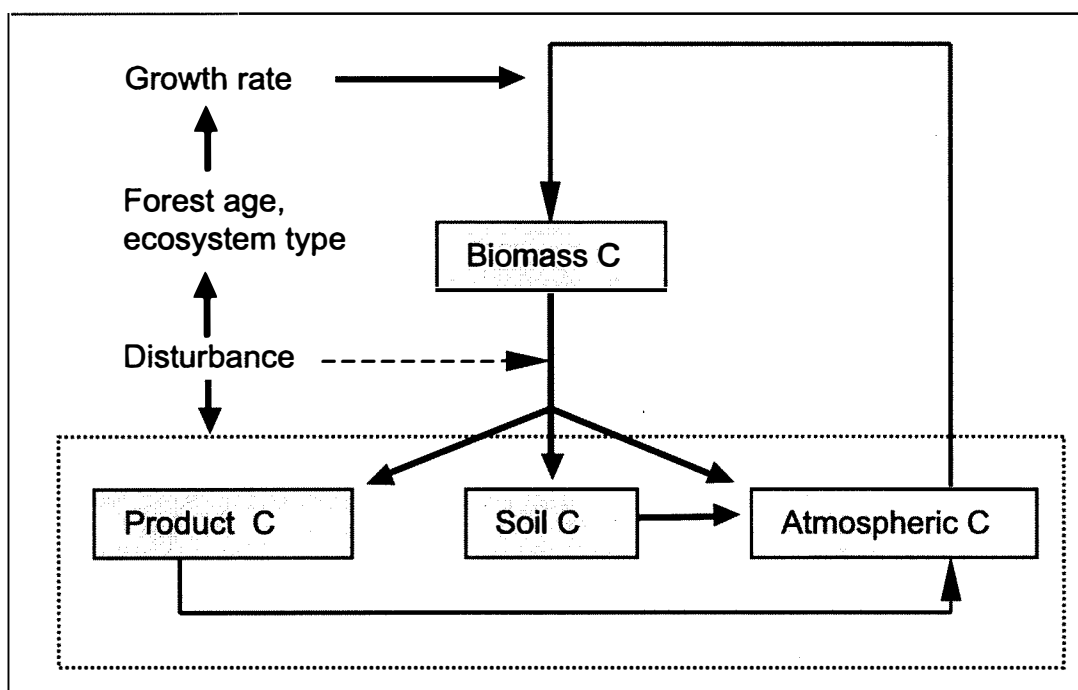 Growth rate
Forest age,
ecosystem type
Biomass C
Disturbance
Product C
Soil C
Atmospheric C